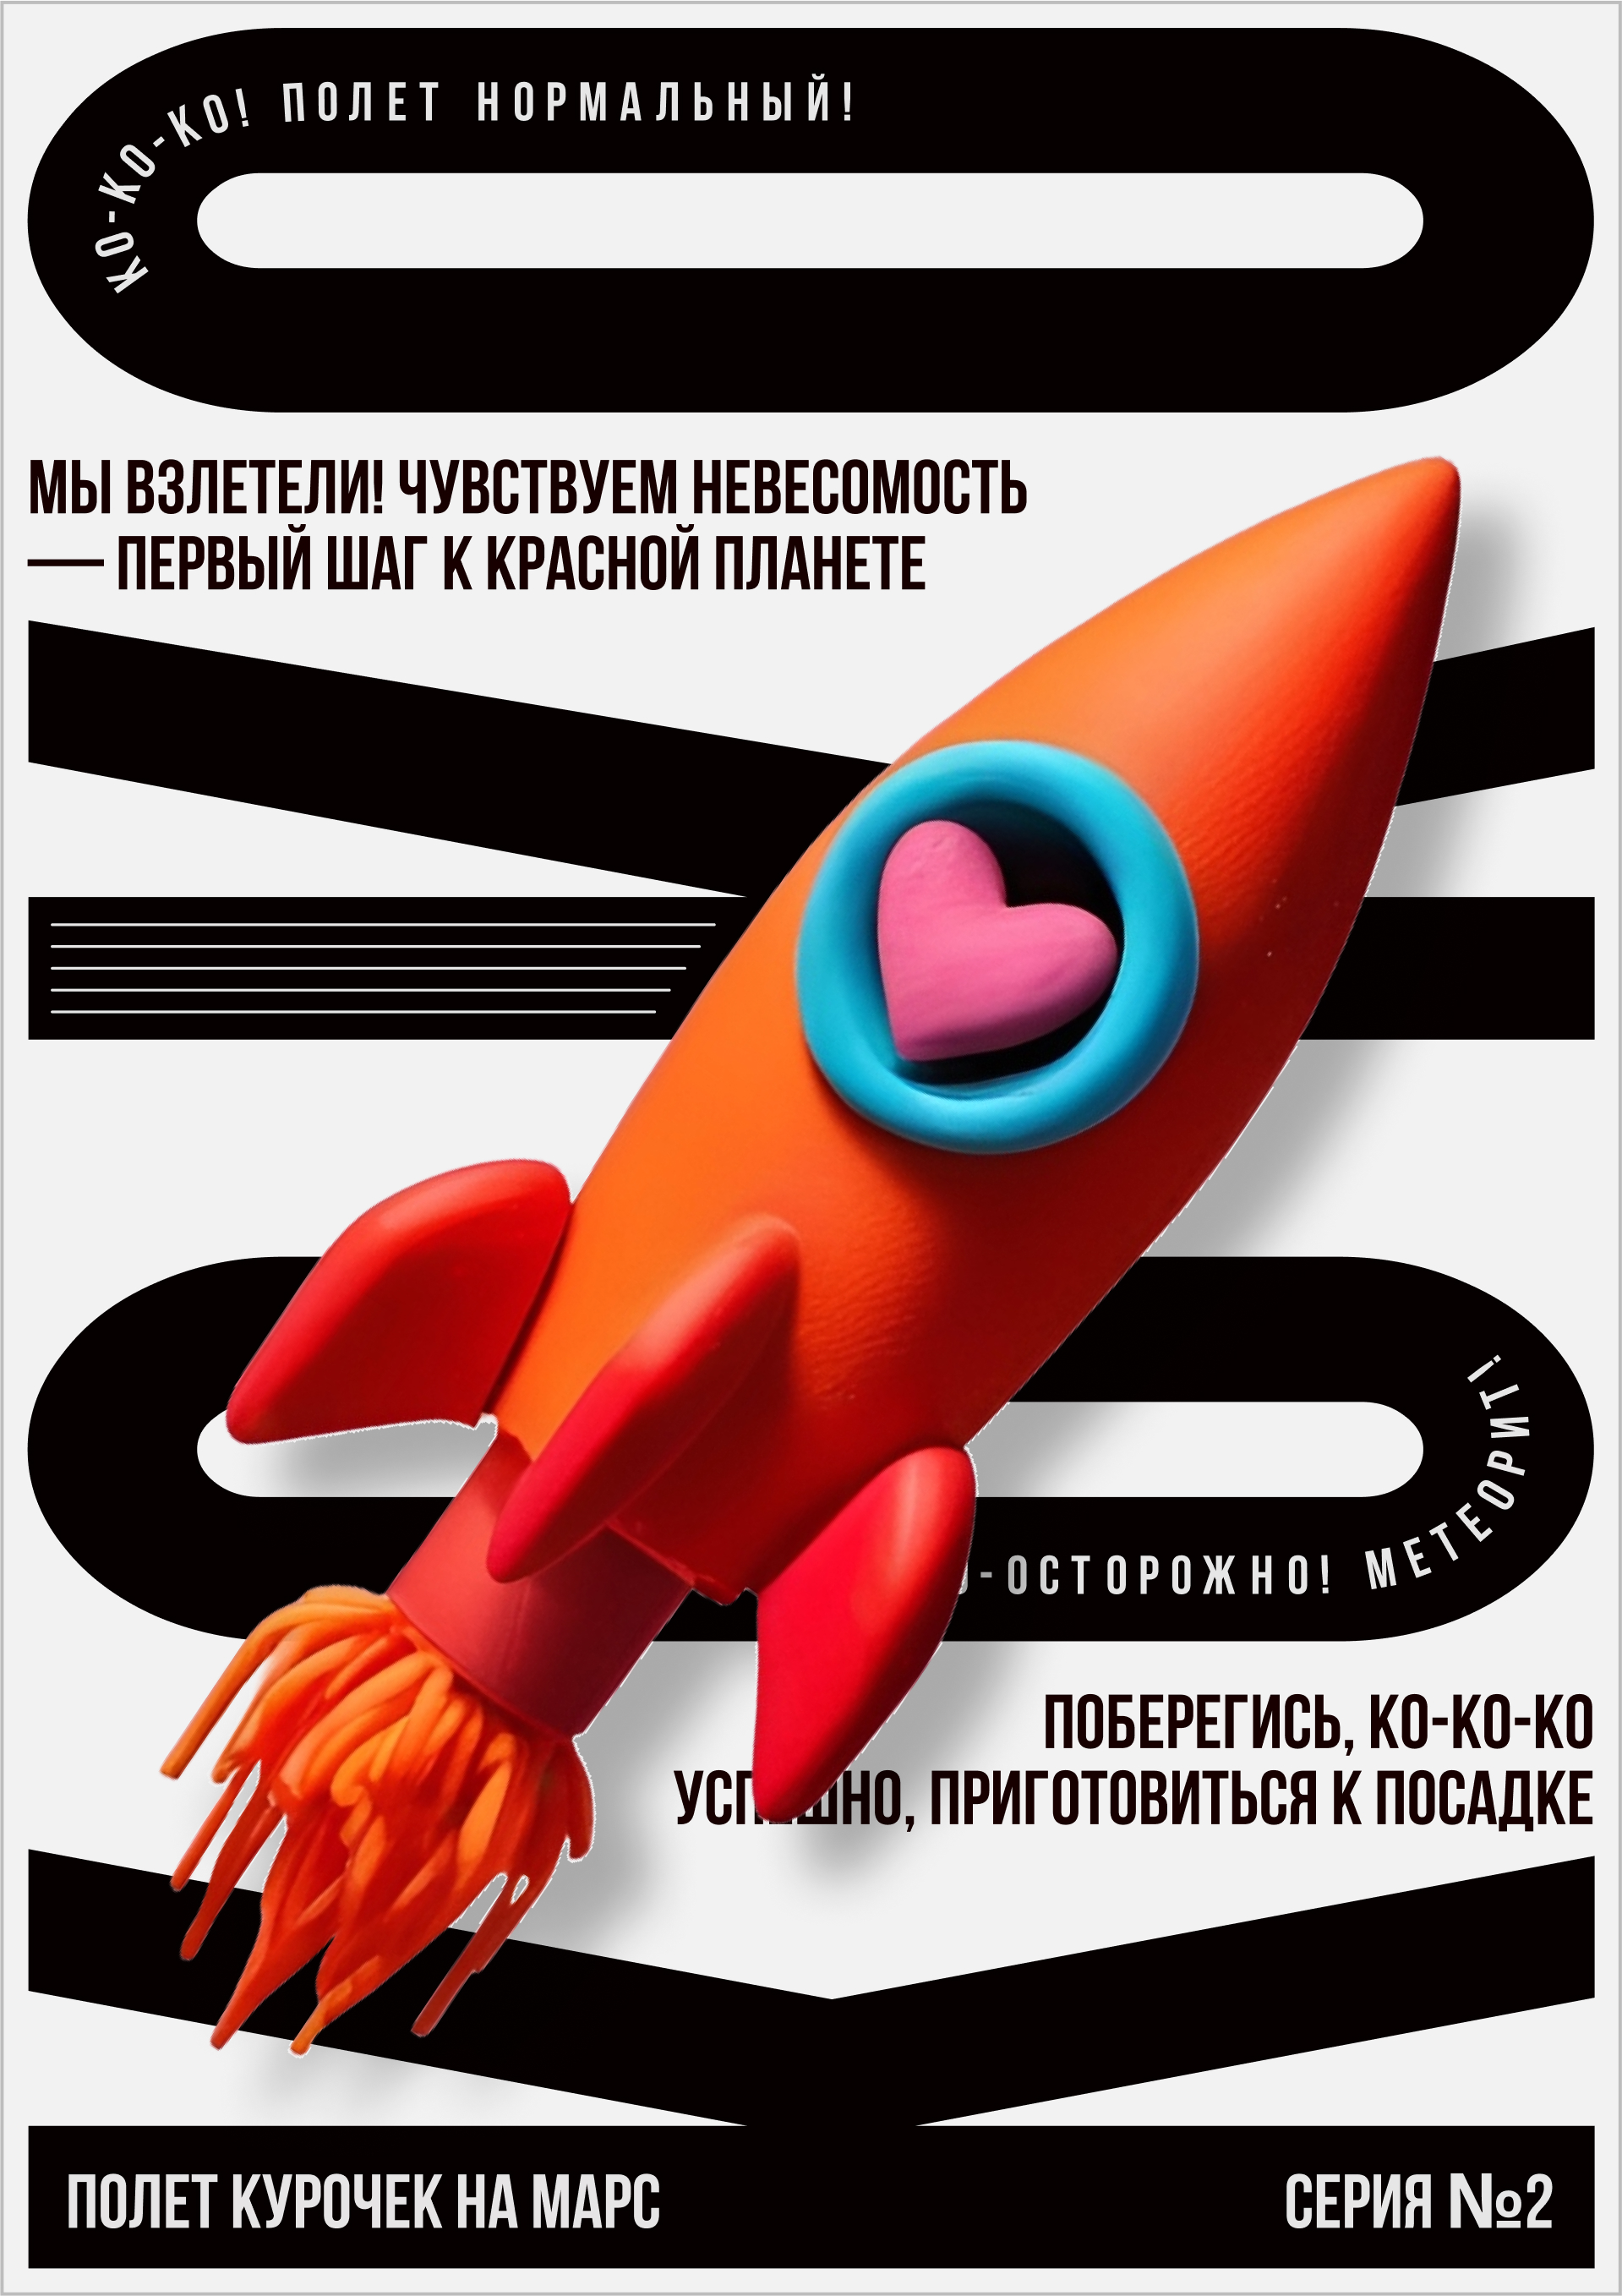 КО-КО-КО! ПОЛЕТ НОРМАЛЬНЫЙ!
МЫ ВЗЛЕТЕЛИ! ЧУВСТВУЕМ НЕВЕСОМОСТЬ
— ПЕРВЫЙ ШАГ К КРАСНОЙ ПЛАНЕТЕ
О-ОСТОРОЖНО! МЕТЕОРИТ!
ПОБЕРЕГИСЬ, КО-КО-КО
ПРИГОТОВИТЬСЯ К ПОСАДКЕ
ПОЛЕТ КУРОЧЕК НА МАРС
СЕРИЯ №2